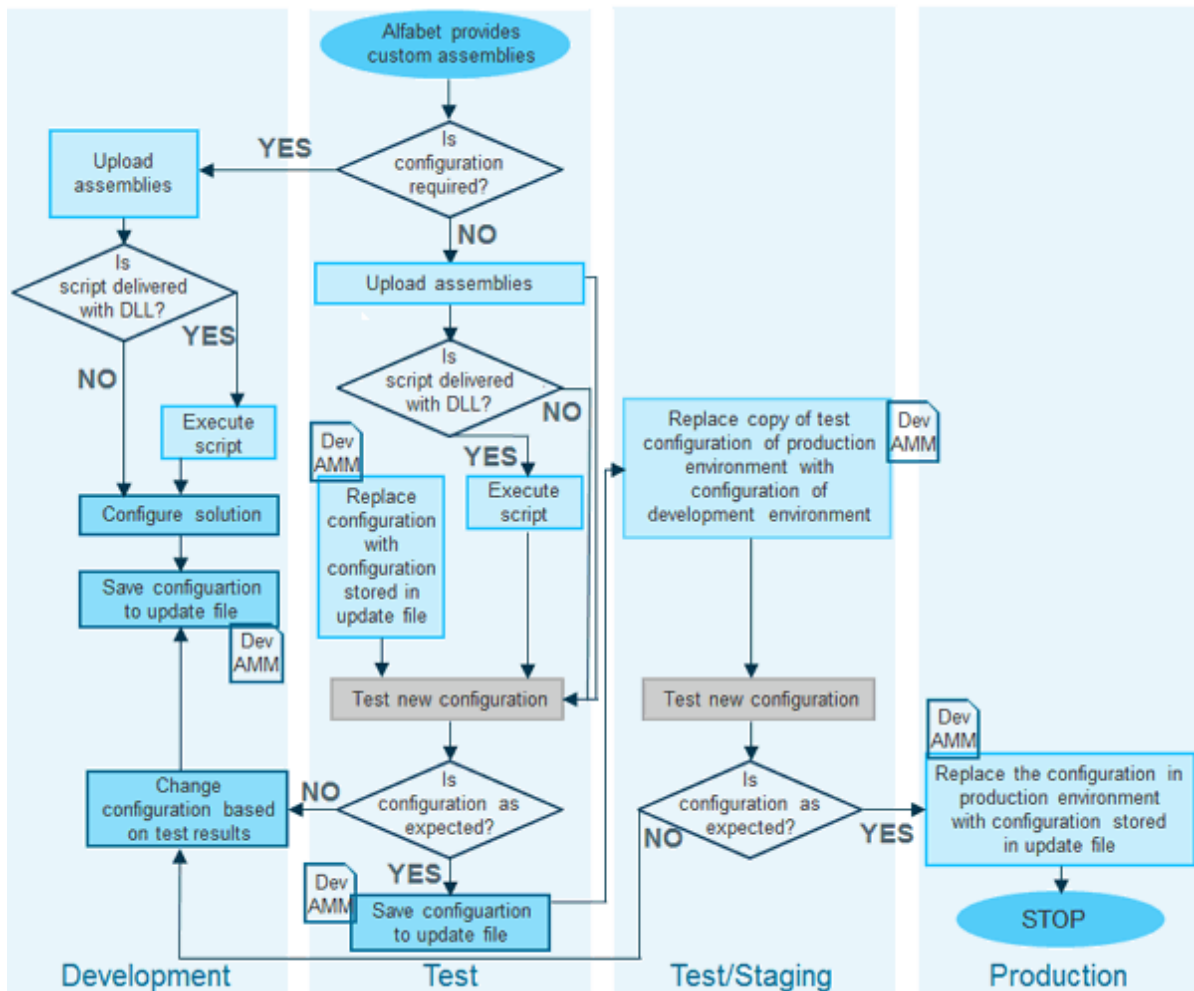 Alfabet provides
custom assemblies
Is
configuration
required?
YES
NO
Upload
assemblies
Is
script delivered
with DLL?
YES
NO
Execute
script
Configure solution
Save configuartion
to update file
Dev
AMM
Change
configuration based
on test results
Upload assemblies
Is
script delivered
with DLL?
NO
YES
Dev
AMM
Replace
configuration
with
configuration
stored in
update file
Execute
script
Test new configuration
Is
configuration as
expected?
NO
YES
Dev
AMM
Save configuartion
to update file
Replace copy of test
configuration of production
environment with
configuration of
development environment
Dev
AMM
Test new configuration
Is
configuration as
expected?
NO
YES
Dev
AMM
Replace the configuration in
production environment
with configuration stored
in update file
STOP
Development
Test
Test/Staging
Production